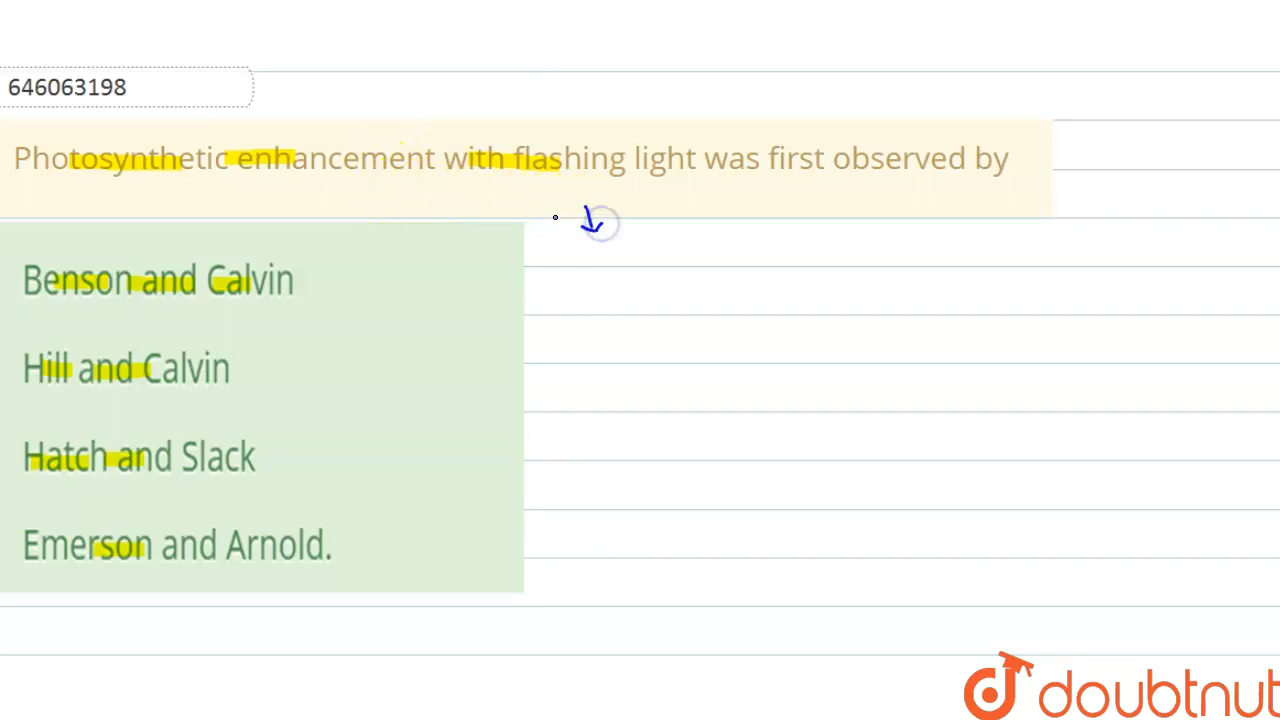 646063198
Photosynthetic enhancement with flashing light was first observed by
Benson and Calvin
Hill and Calvin
Hatch and Slack
Emerson and Arnold.
doubtnut